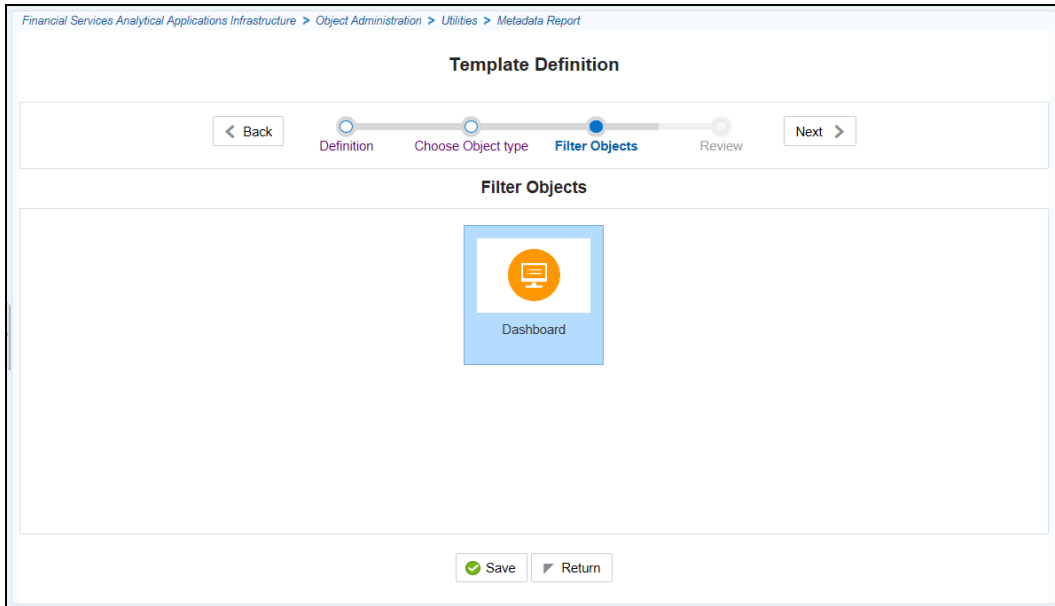 Financial Services Analytical Applications Infrastructure > Object Administration > Utilities > Metadata Report
Template Definition
Back
Definition
Choose Object type
Filter Objects
Review
Next
Filter Objects
Dashboard
Save
Return